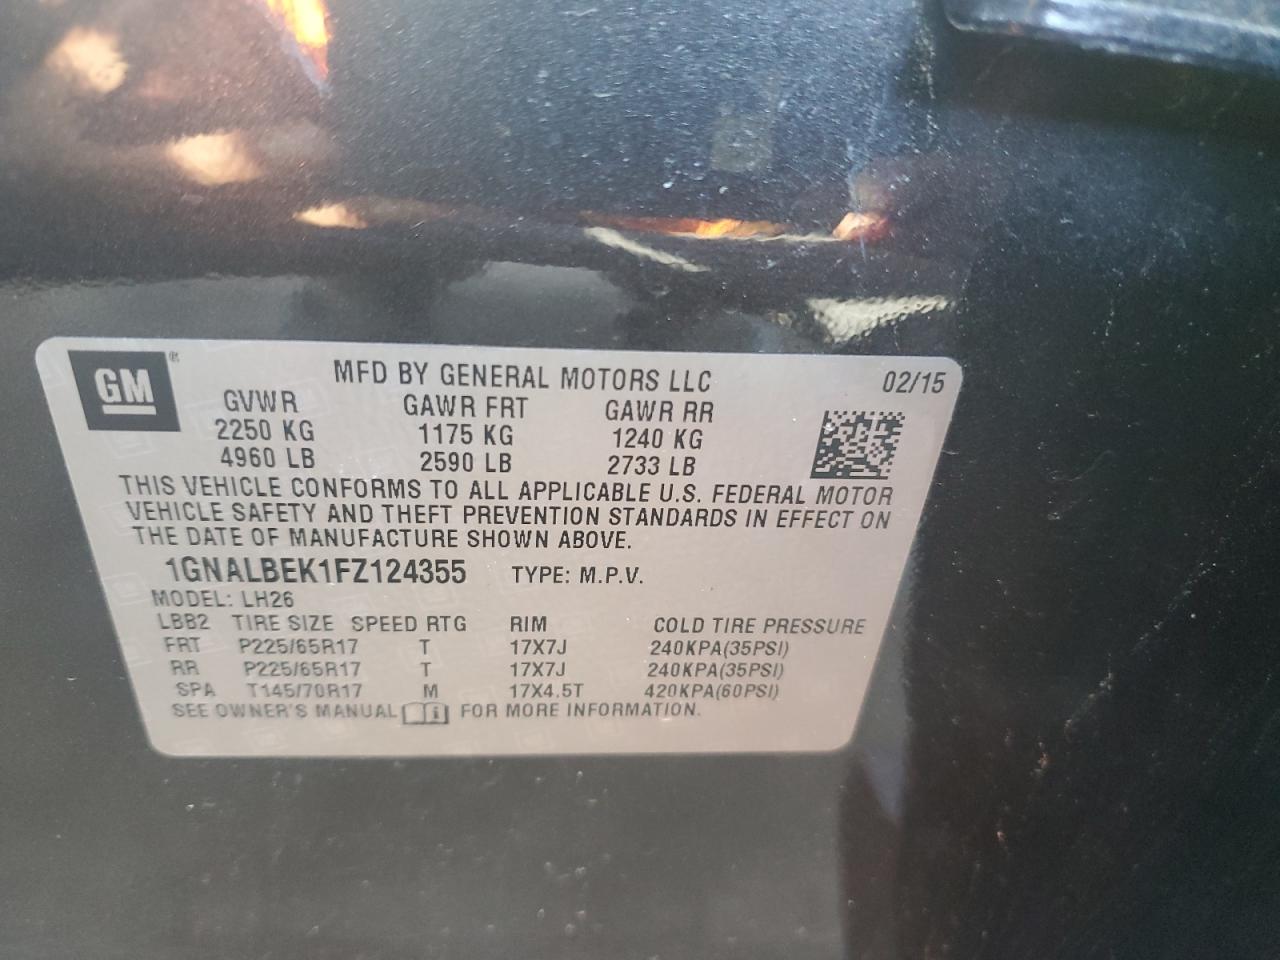 GM®
MFD BY GENERAL MOTORS LLC 02/15
GVWR GAWR FRT GAWR RR
2250 KG 1175 KG 1240 KG
4960 LB 2590 LB 2733 LB
THIS VEHICLE CONFORMS TO ALL APPLICABLE U.S. FEDERAL MOTOR
VEHICLE SAFETY AND THEFT PREVENTION STANDARDS IN EFFECT ON
THE DATE OF MANUFACTURE SHOWN ABOVE.
1GNALBEK1FZ124355 TYPE: M.P.V.
MODEL: LH26
LBB2 TIRE SIZE SPEED RTG RIM COLD TIRE PRESSURE
FRT P225/65R17 T 17X7J 240KPA(35PSI)
RR P225/65R17 T 17X7J 240KPA(35PSI)
SPA T145/70R17 M 17X4.5T 420KPA(60PSI)
SEE OWNER'S MANUAL FOR MORE INFORMATION.